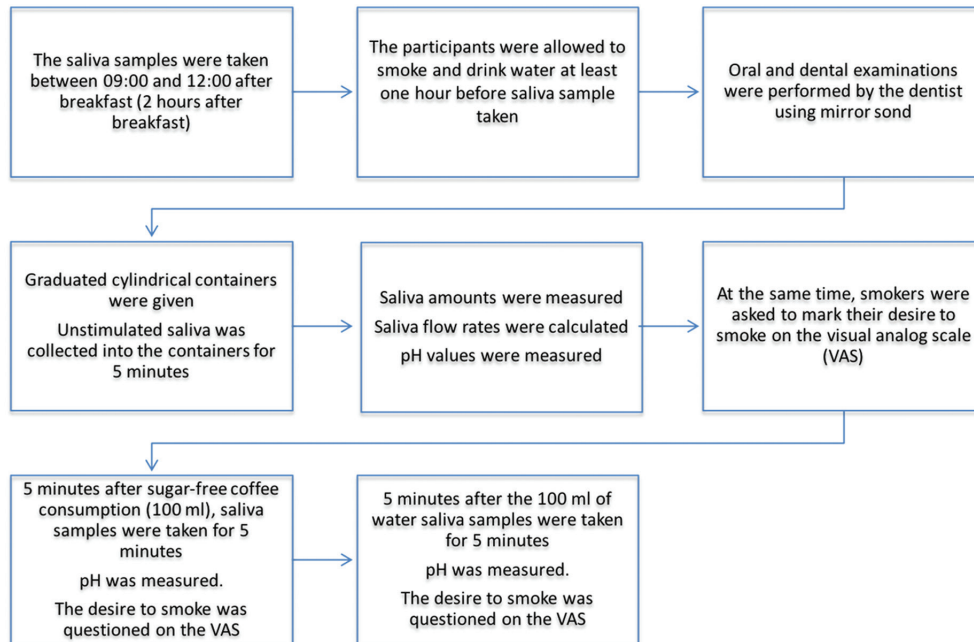 The saliva samples were taken
between 09:00 and 12:00 after
breakfast (2 hours after
breakfast)
The participants were allowed to
smoke and drink water at least
one hour before saliva sample
taken
Oral and dental examinations
were performed by the dentist
using mirror sond
Graduated cylindrical containers
were given
Unstimulated saliva was
collected into the containers for
5 minutes
Saliva amounts were measured
Saliva flow rates were calculated
pH values were measured
At the same time, smokers were
asked to mark their desire to
smoke on the visual analog scale
(VAS)
5 minutes after sugar-free coffee
consumption (100 ml), saliva
samples were taken for 5
minutes
pH was measured.
The desire to smoke was
questioned on the VAS
5 minutes after the 100 ml of
water saliva samples were taken
for 5 minutes
pH was measured.
The desire to smoke was
questioned on the VAS